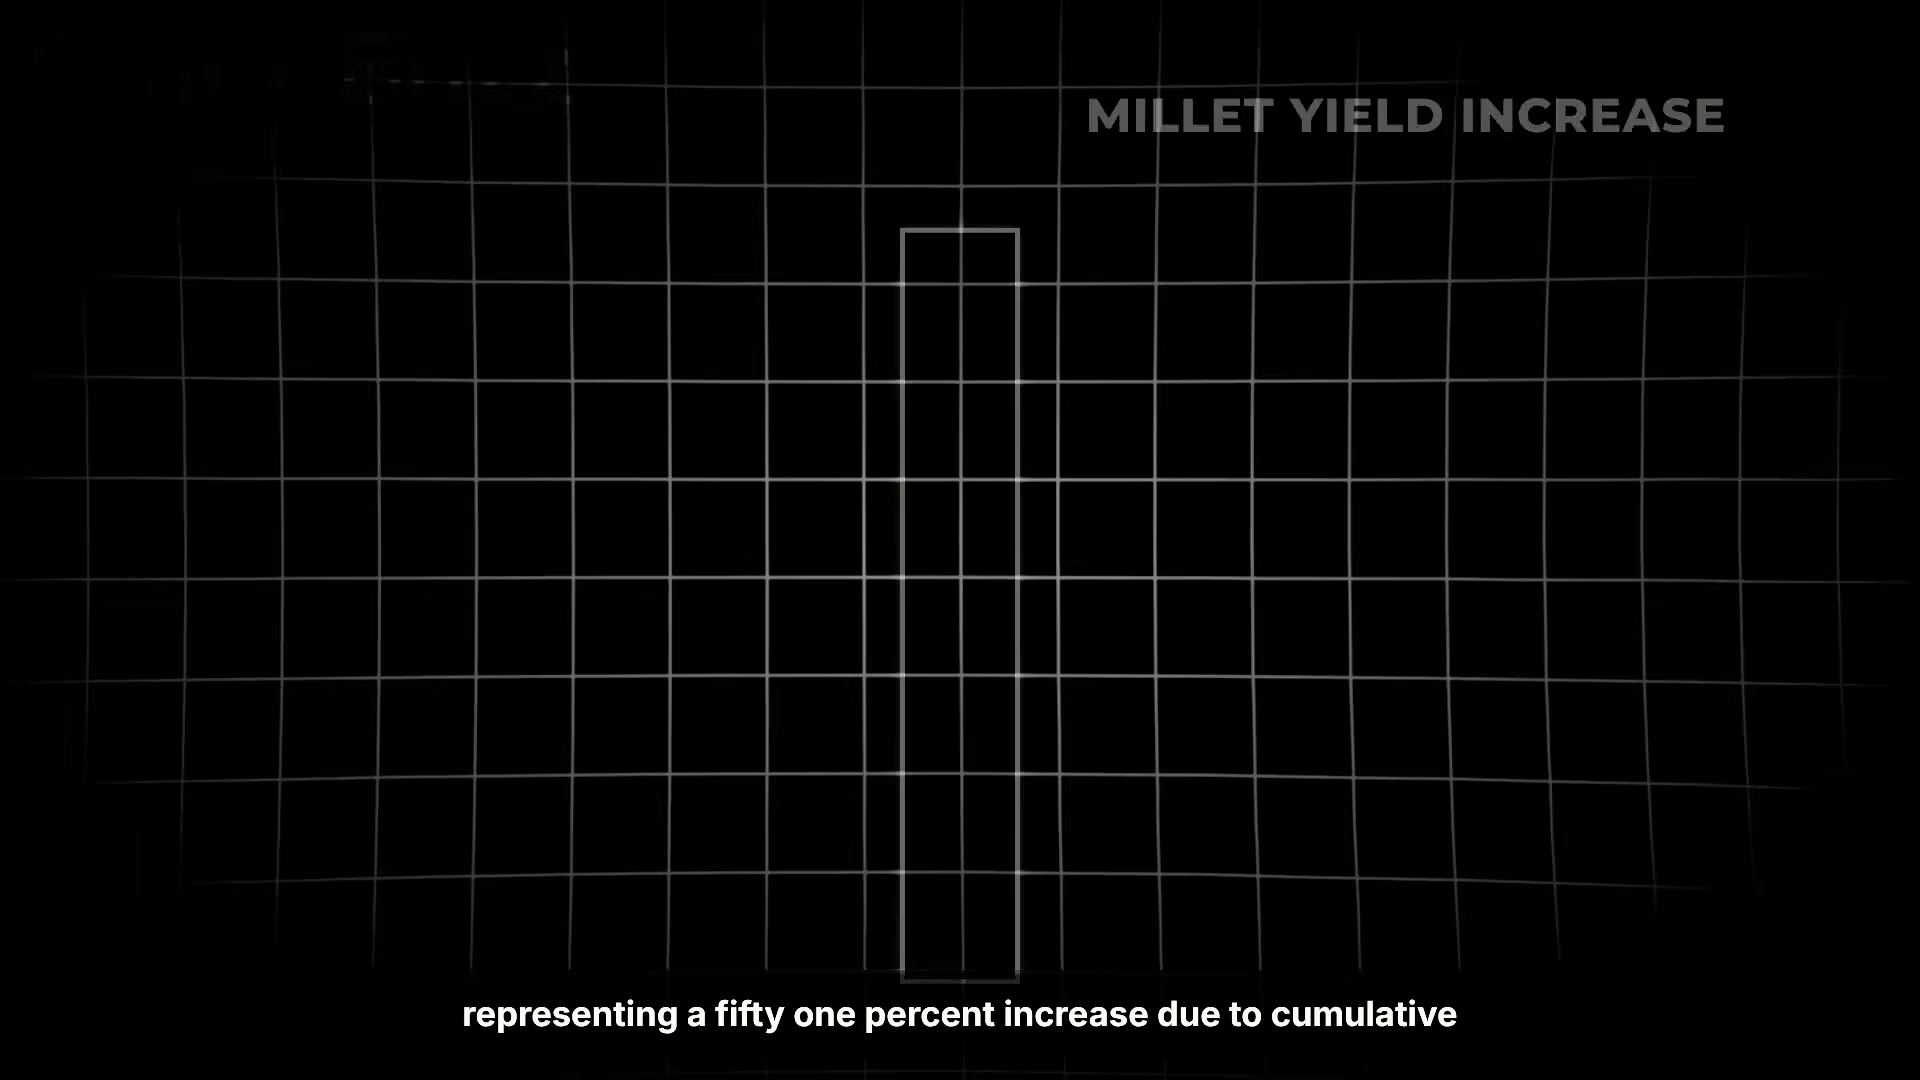 MILLET YIELD INCREASE
representing a fifty one percent increase due to cumulative